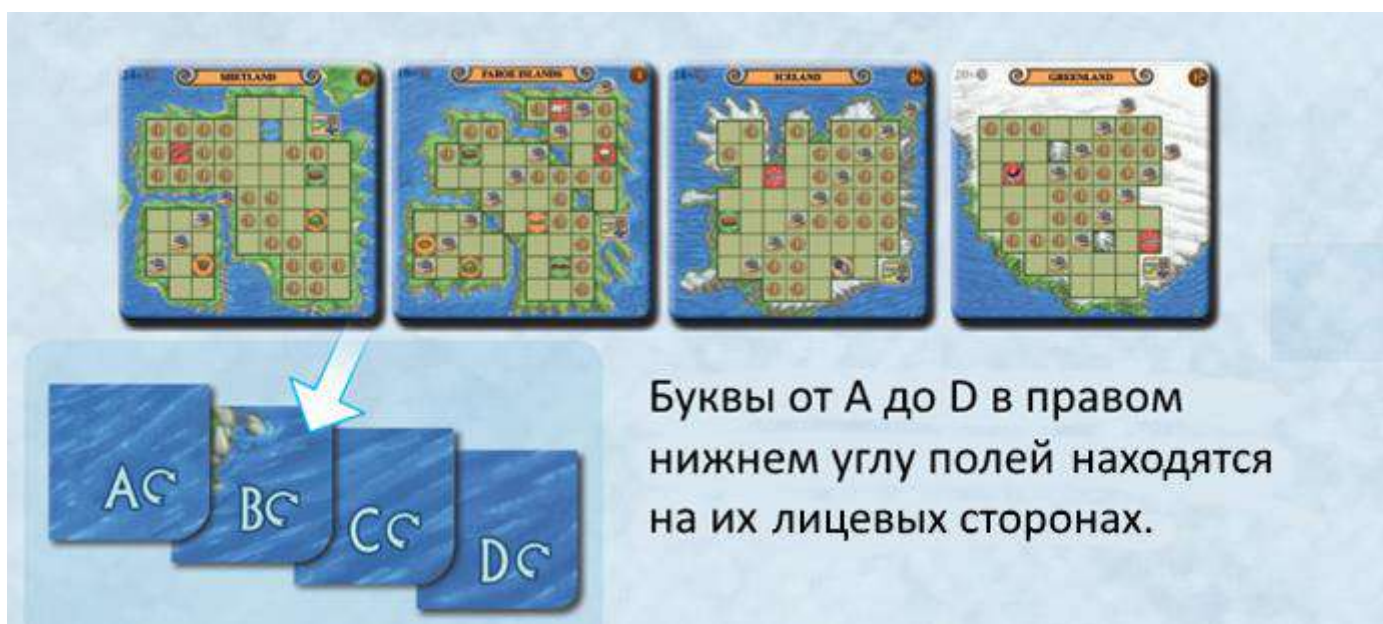 SHETLAND
FAROE ISLANDS
ICELAND
GREENLAND
A
B
C
D
Буквы от A до D в правом
нижнем углу полей находятся
на их лицевых сторонах.